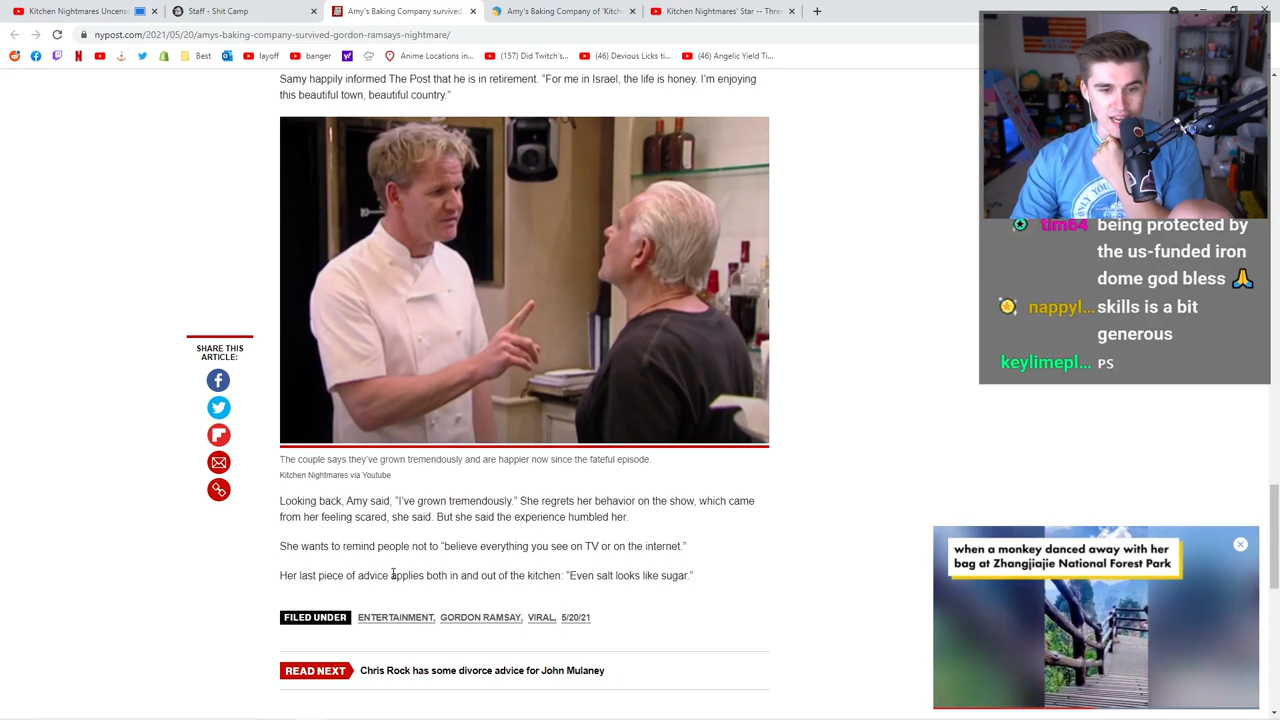 Kitchen Nightmares Uncenso
Staff - Shit Camp
Amy's Baking Company survived
Amy's Baking Company of 'Kitche
Kitchen Nightmares' Star -- Threa
nypost.com/2021/05/20/amys-baking-company-survived-gordon-ramsays-nightmare/
Best
layoff
banger
Anime Locations in...
(157) Did Twitch's...
(46) Devious Licks ti...
(46) Angelic Yield Ti...
Samy happily informed The Post that he is in retirement. “For me in Israel, the life is honey. I’m enjoying
this beautiful town, beautiful country.”
ONLY YOU
tim64 being protected by
the us-funded iron
dome god bless 🙏
nappyl... skills is a bit
generous
keylimepl... PS
SHARE THIS
ARTICLE:
The couple says they’ve grown tremendously and are happier now since the fateful episode.
Kitchen Nightmares via Youtube
Looking back, Amy said, “I’ve grown tremendously.” She regrets her behavior on the show, which came
from her feeling scared, she said. But she said the experience humbled her.
She wants to remind people not to “believe everything you see on TV or on the internet.”
Her last piece of advice applies both in and out of the kitchen: “Even salt looks like sugar.”
when a monkey danced away with her
bag at Zhangjiajie National Forest Park
FILED UNDER ENTERTAINMENT, GORDON RAMSAY, VIRAL, 5/20/21
READ NEXT Chris Rock has some divorce advice for John Mulaney